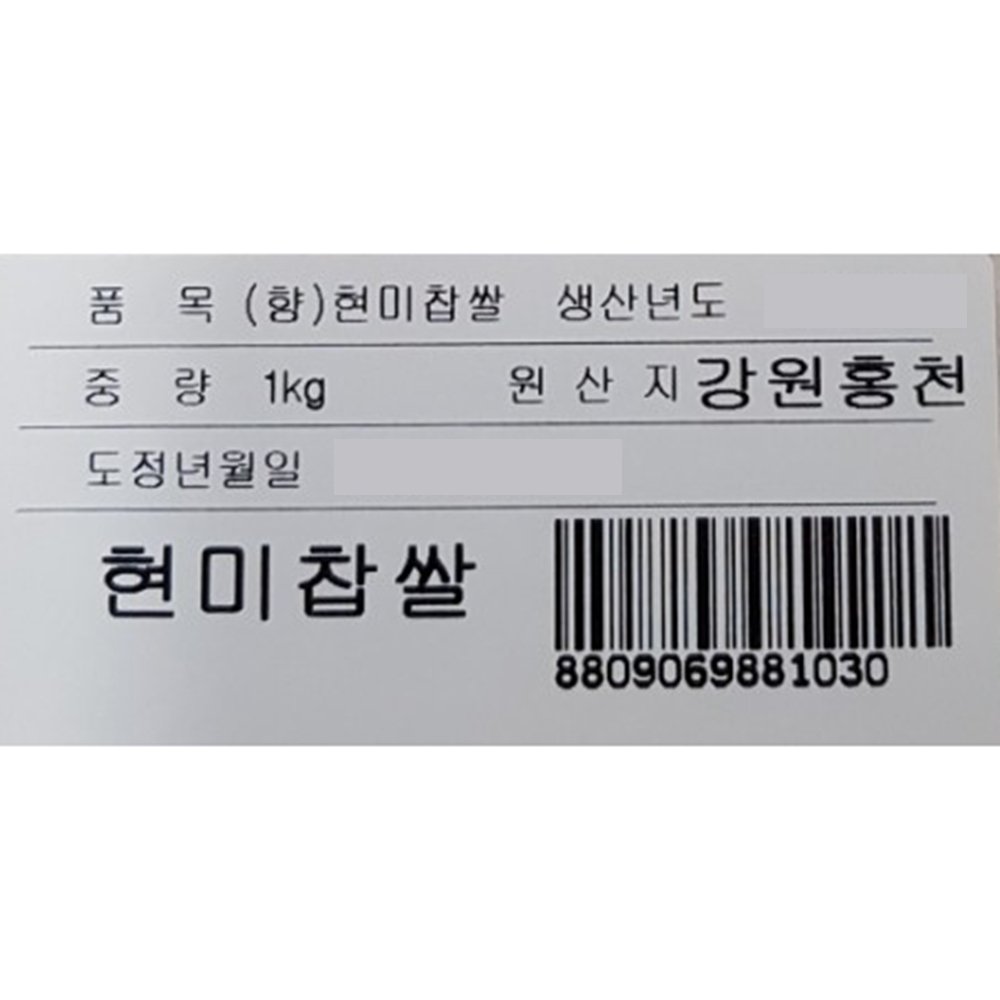 품 목 (향)현미찹쌀 생산년도
중 량 1kg 원 산 지 강원홍천
도정년월일
현미찹쌀
8809069881030